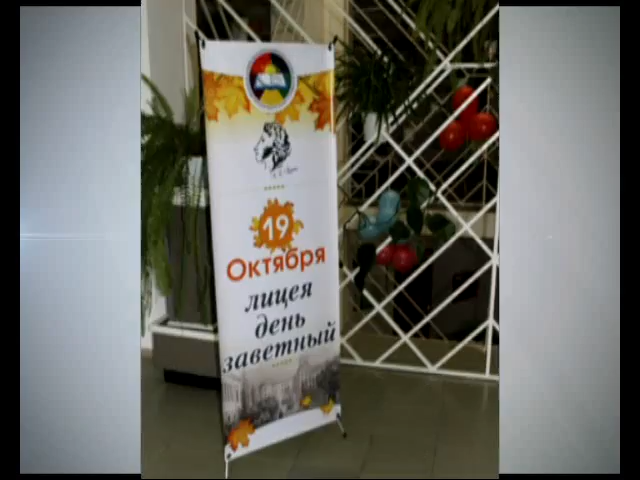 19
Октября
лицея
день
заветный